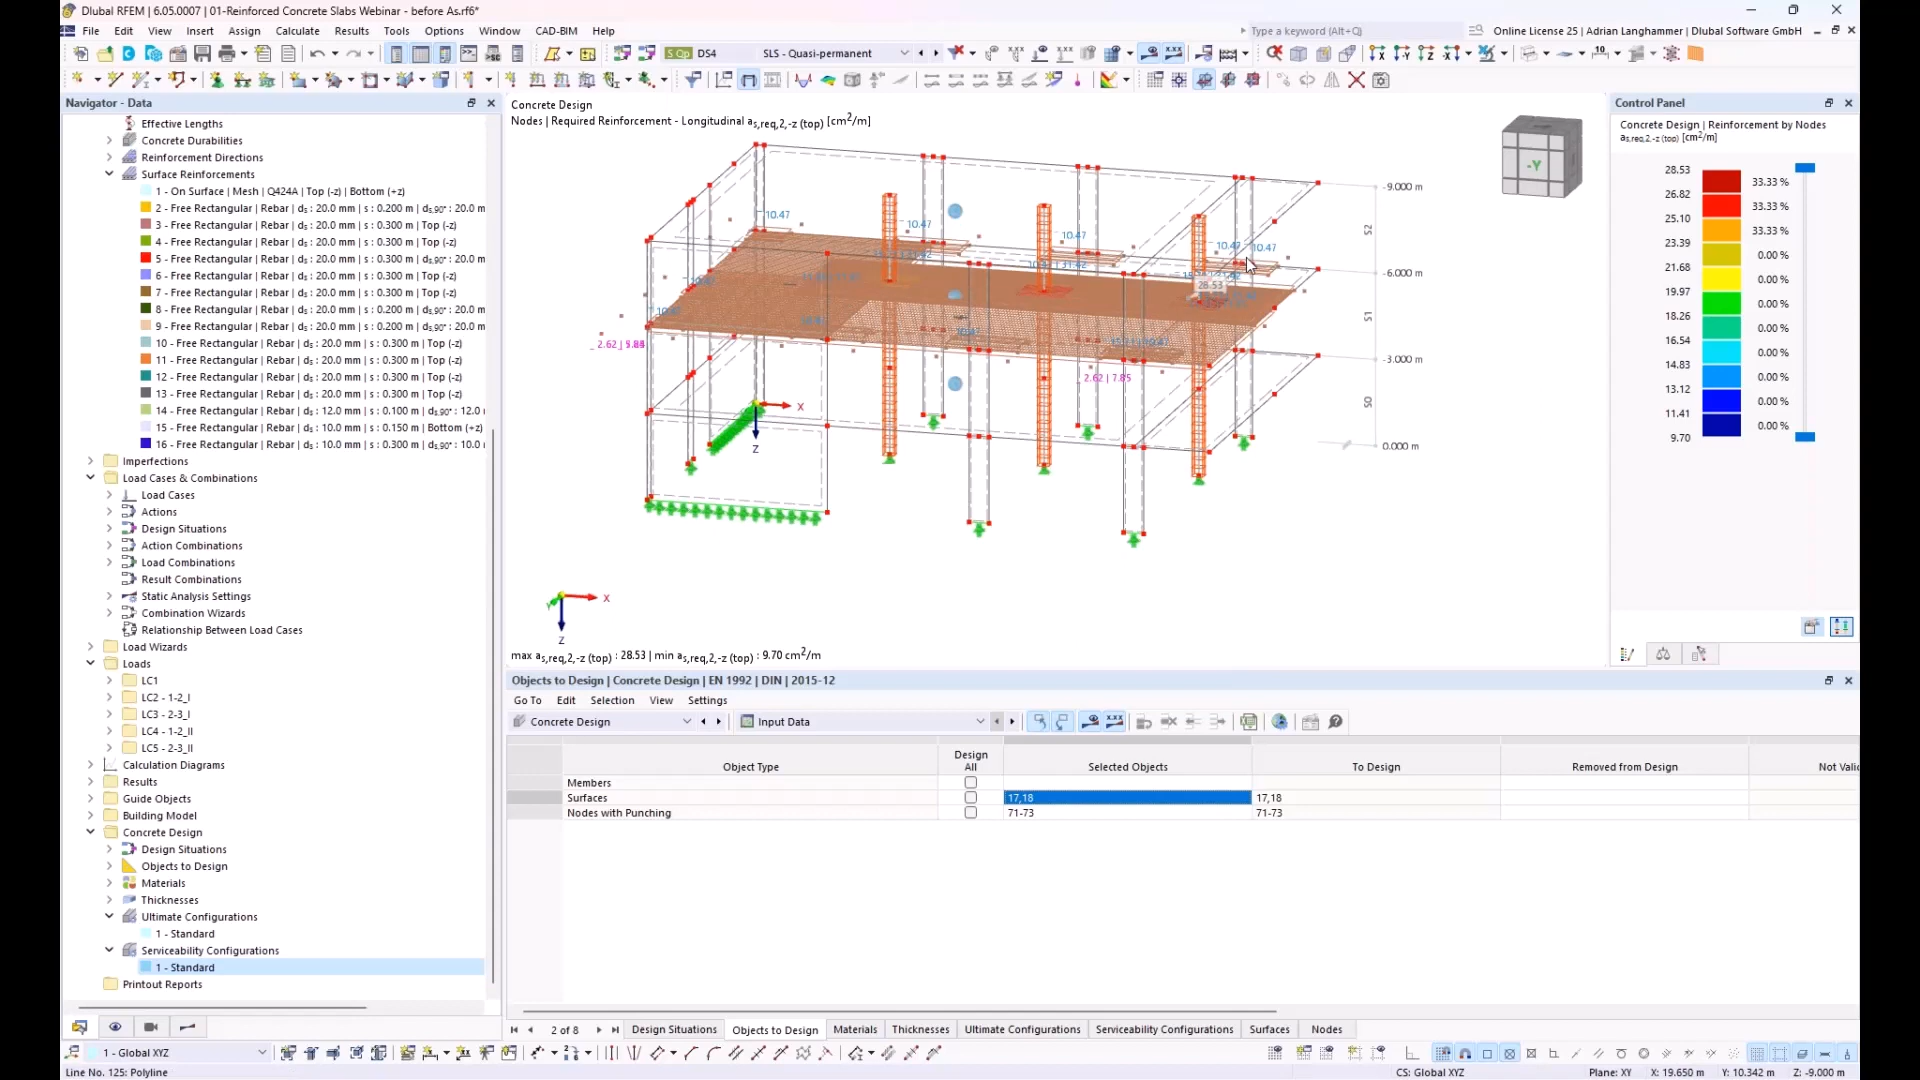 Dlubal RFEM | 6.05.0007 | 01-Reinforced Concrete Slabs Webinar - before As.rf6*
File Edit View Insert Assign Calculate Results Tools Options Window CAD-BIM Help
Type a keyword (Alt+Q)
Online License 25 | Adrian Langhammer | Dlubal Software GmbH
S Qp DS4 SLS - Quasi-permanent
Navigator - Data
Effective Lengths
Concrete Durabilities
Reinforcement Directions
Surface Reinforcements
1 - On Surface | Mesh | Q424A | Top (-z) | Bottom (+z)
2 - Free Rectangular | Rebar | ds : 20.0 mm | s : 0.200 m | ds,90° : 20.0 m
3 - Free Rectangular | Rebar | ds : 20.0 mm | s : 0.300 m | Top (-z)
4 - Free Rectangular | Rebar | ds : 20.0 mm | s : 0.300 m | Top (-z)
5 - Free Rectangular | Rebar | ds : 20.0 mm | s : 0.300 m | ds,90° : 20.0 m
6 - Free Rectangular | Rebar | ds : 20.0 mm | s : 0.300 m | Top (-z)
7 - Free Rectangular | Rebar | ds : 20.0 mm | s : 0.300 m | Top (-z)
8 - Free Rectangular | Rebar | ds : 20.0 mm | s : 0.200 m | ds,90° : 20.0 m
9 - Free Rectangular | Rebar | ds : 20.0 mm | s : 0.200 m | ds,90° : 20.0 m
10 - Free Rectangular | Rebar | ds : 20.0 mm | s : 0.300 m | Top (-z)
11 - Free Rectangular | Rebar | ds : 20.0 mm | s : 0.300 m | Top (-z)
12 - Free Rectangular | Rebar | ds : 20.0 mm | s : 0.300 m | Top (-z)
13 - Free Rectangular | Rebar | ds : 20.0 mm | s : 0.300 m | Top (-z)
14 - Free Rectangular | Rebar | ds : 12.0 mm | s : 0.100 m | ds,90° : 12.0
15 - Free Rectangular | Rebar | ds : 10.0 mm | s : 0.150 m | Bottom (+z)
16 - Free Rectangular | Rebar | ds : 10.0 mm | s : 0.300 m | ds,90° : 10.0
Imperfections
Load Cases & Combinations
Load Cases
Actions
Design Situations
Action Combinations
Load Combinations
Result Combinations
Static Analysis Settings
Combination Wizards
Relationship Between Load Cases
Load Wizards
Loads
LC1
LC2 - 1-2_I
LC3 - 2-3_I
LC4 - 1-2_II
LC5 - 2-3_II
Calculation Diagrams
Results
Guide Objects
Building Model
Concrete Design
Design Situations
Objects to Design
Materials
Thicknesses
Ultimate Configurations
1 - Standard
Serviceability Configurations
1 - Standard
Printout Reports
Concrete Design
Nodes | Required Reinforcement - Longitudinal as,req,2,-z (top) [cm2/m]
-Y
10.47
10.47
10.47
10.47 10.47
28.53
2.62 | 7.85
-9.000 m
S2
-6.000 m
S1
-3.000 m
S0
0.000 m
X
Z
Y
X
Z
max as,req,2,-z (top) : 28.53 | min as,req,2,-z (top) : 9.70 cm2/m
Control Panel
Concrete Design | Reinforcement by Nodes
as,req,2,-z (top) [cm2/m]
28.53
33.33 %
26.82
33.33 %
25.10
33.33 %
23.39
0.00 %
21.68
0.00 %
19.97
0.00 %
18.26
0.00 %
16.54
0.00 %
14.83
0.00 %
13.12
0.00 %
11.41
0.00 %
9.70
Objects to Design | Concrete Design | EN 1992 | DIN | 2015-12
Go To Edit Selection View Settings
Concrete Design
Input Data
Object Type
Design All
Selected Objects
To Design
Removed from Design
Not Valid
Members
Surfaces 17,18 17,18
Nodes with Punching 71-73 71-73
2 of 8 Design Situations Objects to Design Materials Thicknesses Ultimate Configurations Serviceability Configurations Surfaces Nodes
1 - Global XYZ
Line No. 125: Polyline
CS: Global XYZ
Plane: XY
X: 19.650 m Y: 10.342 m Z: -9.000 m